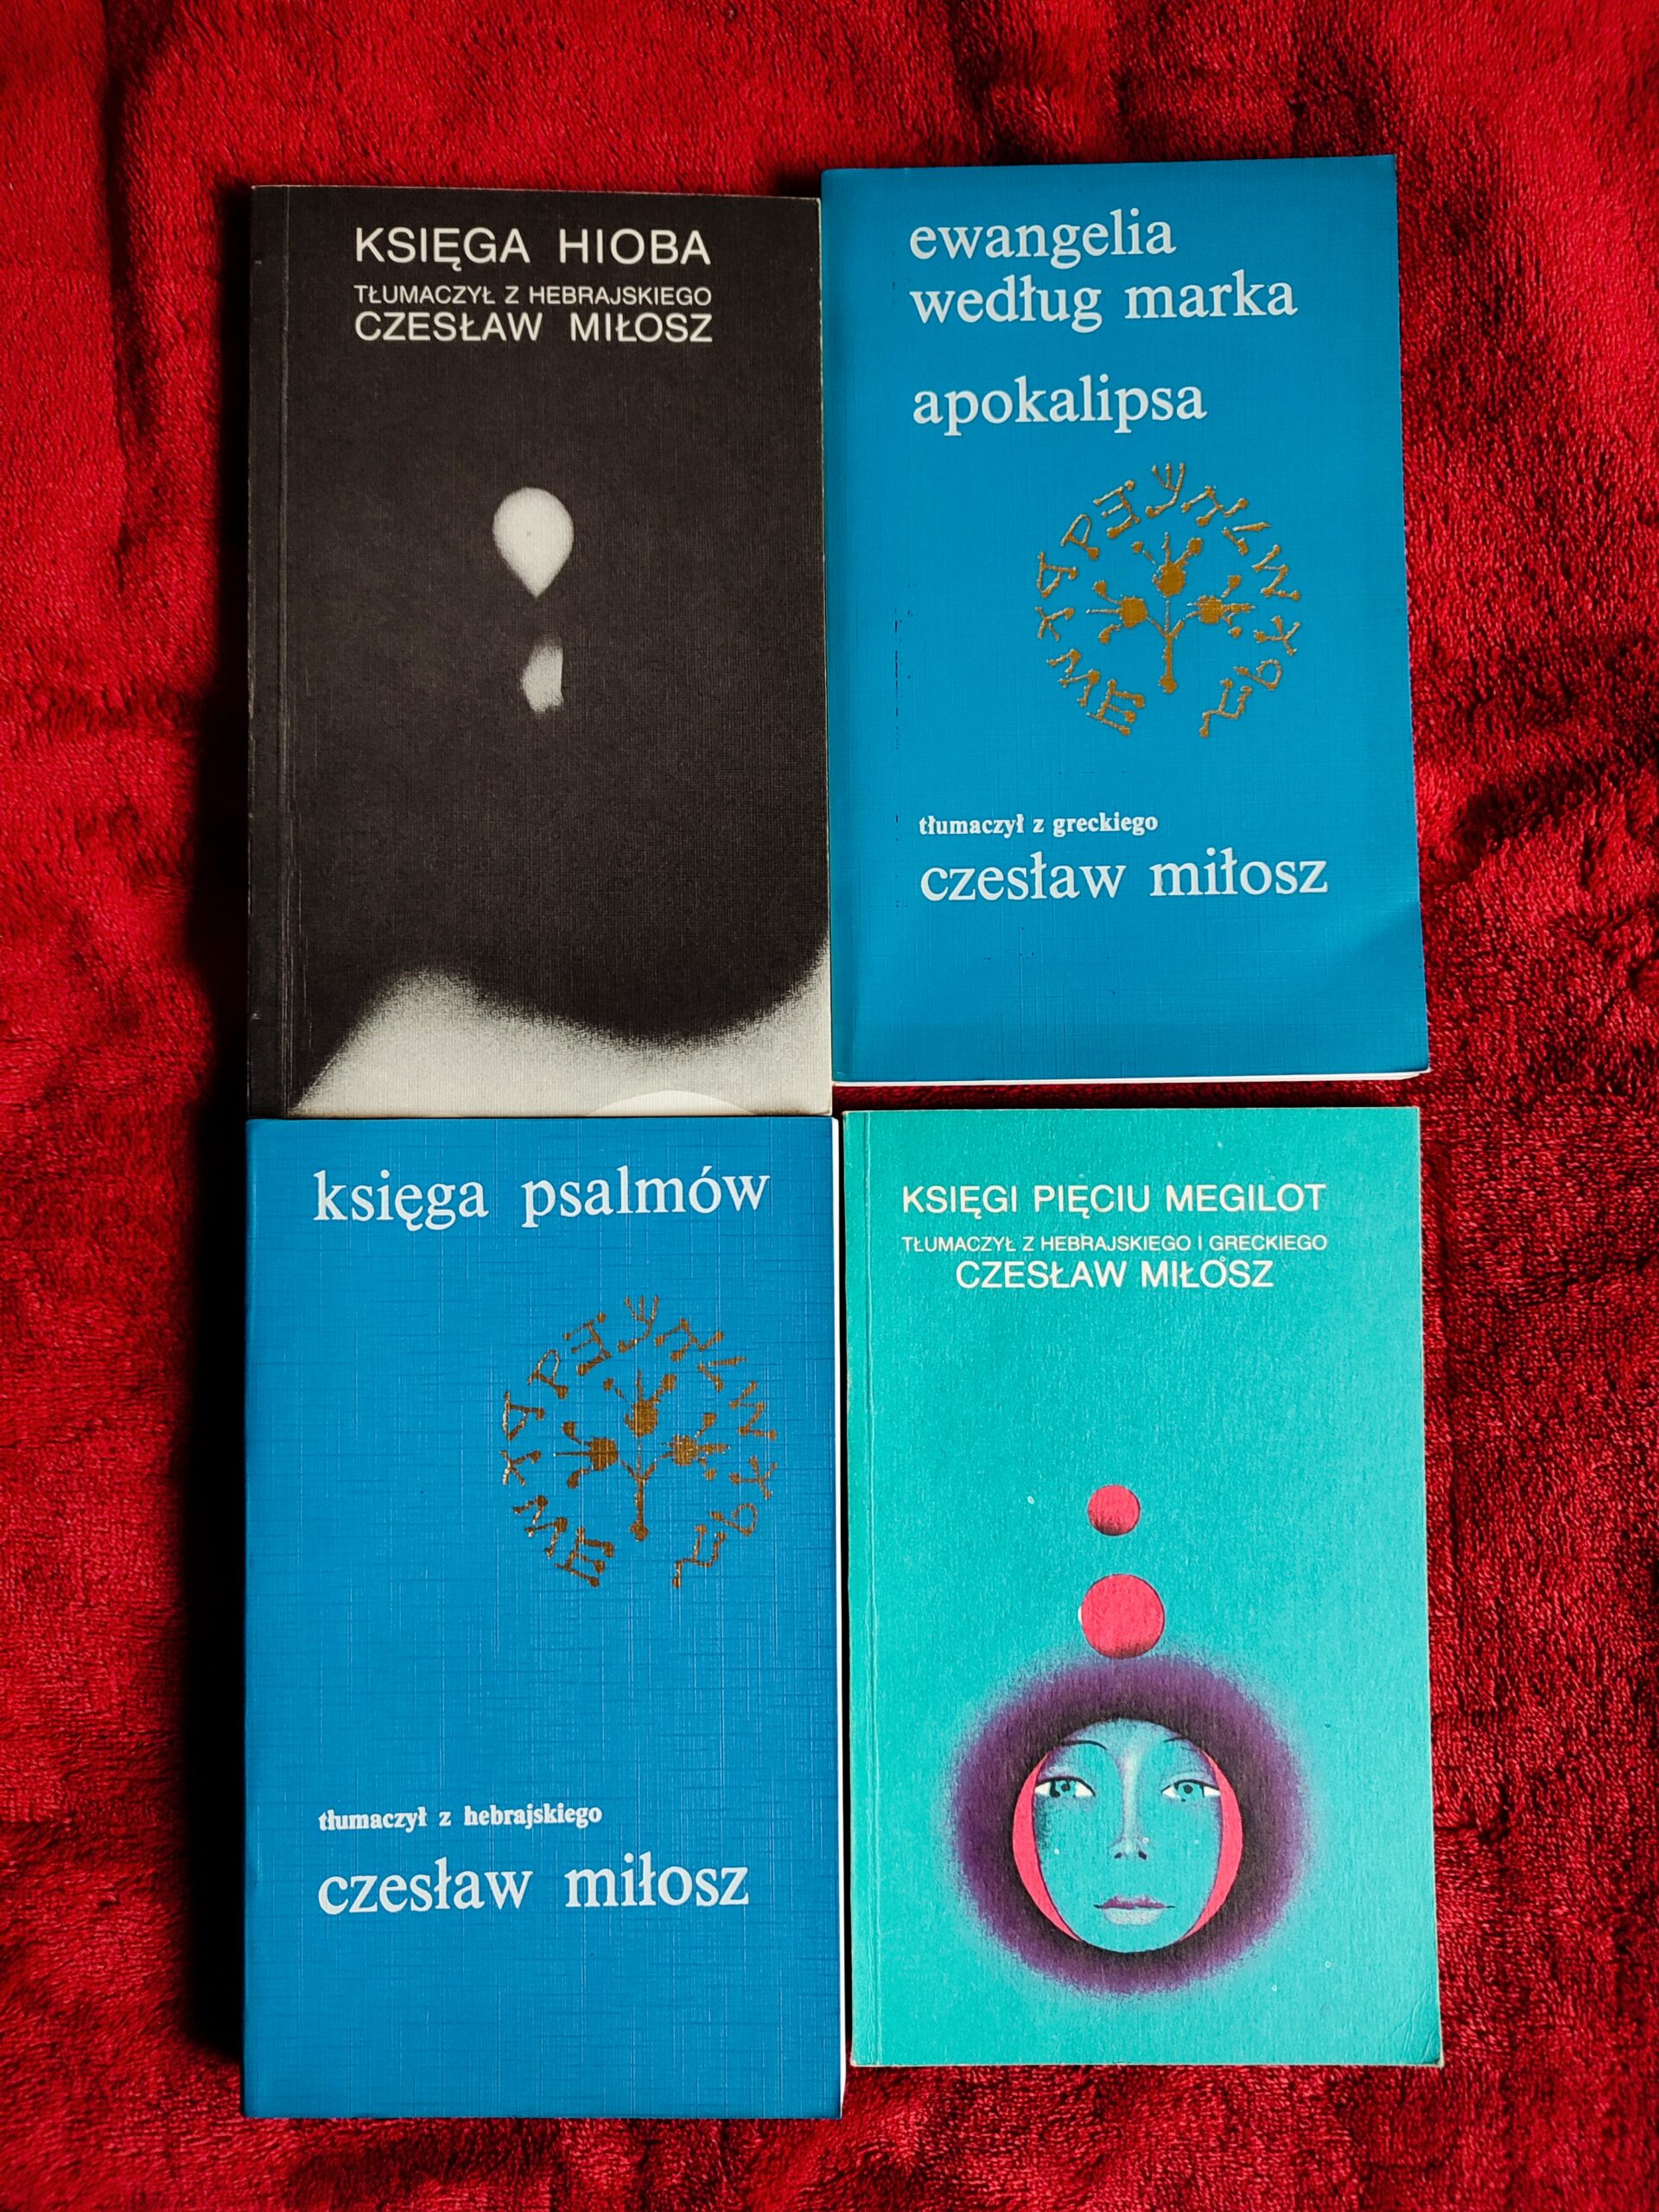 KSIĘGA HIOBA
TŁUMACZYŁ Z HEBRAJSKIEGO
CZESŁAW MIŁOSZ
ewangelia
według marka
apokalipsa
tłumaczył z greckiego
czesław miłosz
księga psalmów
tłumaczył z hebrajskiego
czesław miłosz
KSIĘGI PIĘCIU MEGILOT
TŁUMACZYŁ Z HEBRAJSKIEGO I GRECKIEGO
CZESŁAW MIŁOSZ